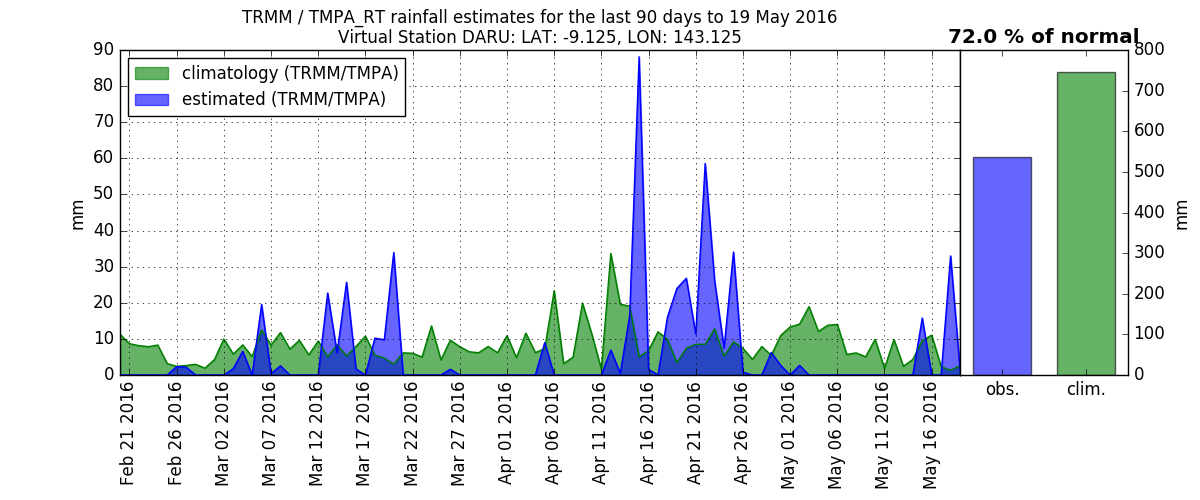 TRMM / TMPA_RT rainfall estimates for the last 90 days to 19 May 2016
Virtual Station DARU: LAT: -9.125, LON: 143.125
72.0 % of normal
climatology (TRMM/TMPA)
estimated (TRMM/TMPA)
mm
90
80
70
60
50
40
30
20
10
0
Feb 21 2016
Feb 26 2016
Mar 02 2016
Mar 07 2016
Mar 12 2016
Mar 17 2016
Mar 22 2016
Mar 27 2016
Apr 01 2016
Apr 06 2016
Apr 11 2016
Apr 16 2016
Apr 21 2016
Apr 26 2016
May 01 2016
May 06 2016
May 11 2016
May 16 2016
obs.
clim.
800
700
600
500
400
300
200
100
0
mm